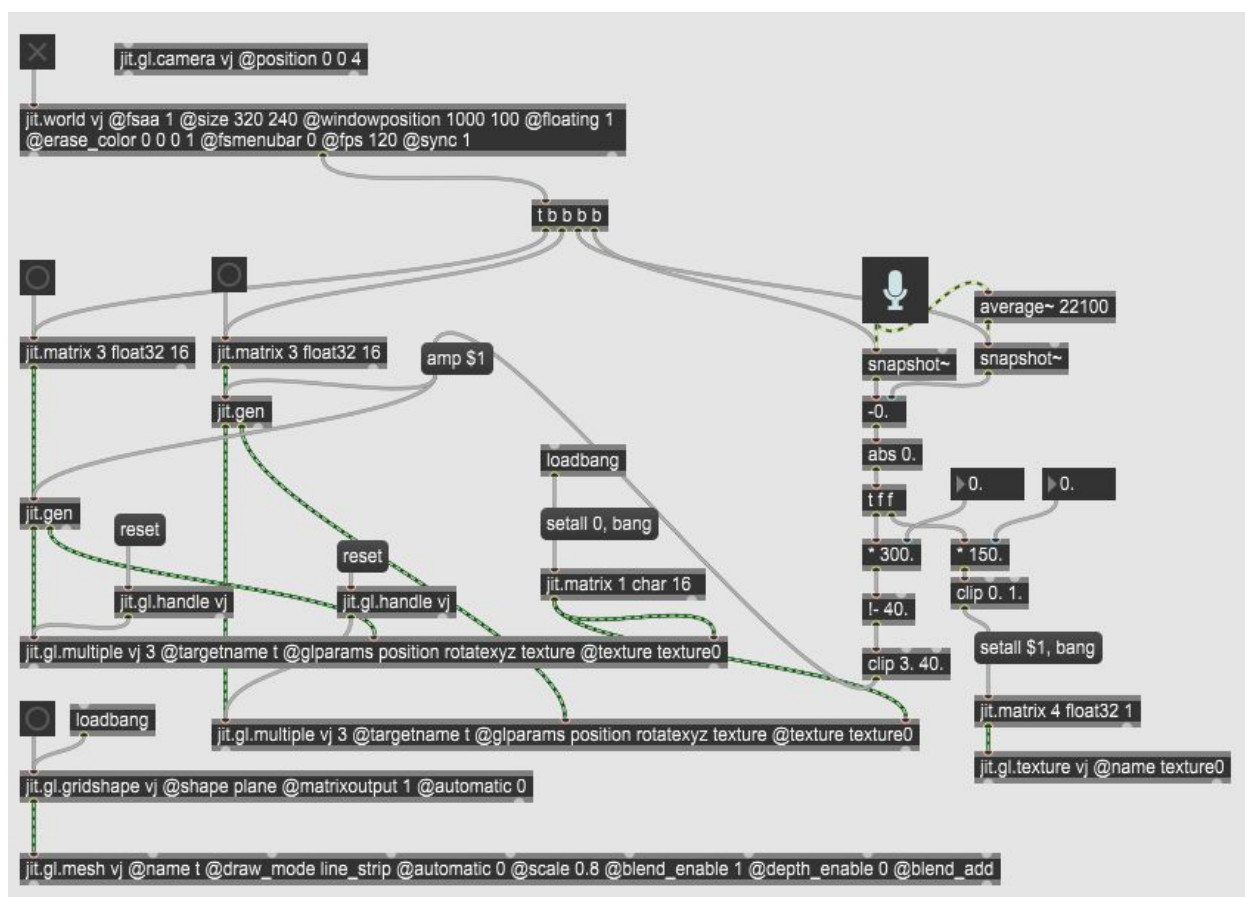 jit.gl.camera vj @position 0 0 4
jit.world vj @fsaa 1 @size 320 240 @windowposition 1000 100 @floating 1
@erase_color 0 0 0 1 @fsmenubar 0 @fps 120 @sync 1
t b b b b
average~ 22100
jit.matrix 3 float32 16
jit.matrix 3 float32 16
amp $1
snapshot~
snapshot~
jit.gen
-0.
abs 0.
loadbang
0.
0.
t f f
jit.gen
reset
setall 0, bang
reset
* 300.
* 150.
jit.matrix 1 char 16
clip 0. 1.
jit.gl.handle vj
jit.gl.handle vj
!- 40.
jit.gl.multiple vj 3 @targetname t @glparams position rotatexyz texture @texture texture0
setall $1, bang
clip 3. 40.
jit.matrix 4 float32 1
loadbang
jit.gl.multiple vj 3 @targetname t @glparams position rotatexyz texture @texture texture0
jit.gl.texture vj @name texture0
jit.gl.gridshape vj @shape plane @matrixoutput 1 @automatic 0
jit.gl.mesh vj @name t @draw_mode line_strip @automatic 0 @scale 0.8 @blend_enable 1 @depth_enable 0 @blend_add